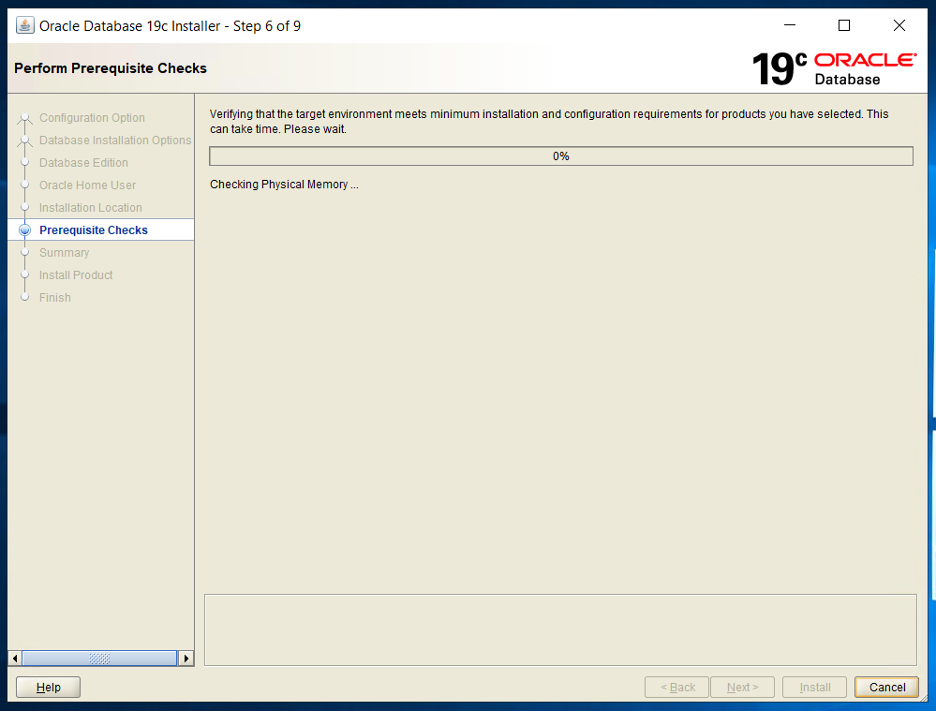 Oracle Database 19c Installer - Step 6 of 9
Perform Prerequisite Checks
19c ORACLE
Database
Configuration Option
Database Installation Options
Database Edition
Oracle Home User
Installation Location
Prerequisite Checks
Summary
Install Product
Finish
Verifying that the target environment meets minimum installation and configuration requirements for products you have selected. This
can take time. Please wait.
0%
Checking Physical Memory ...
Help
< Back
Next >
Install
Cancel